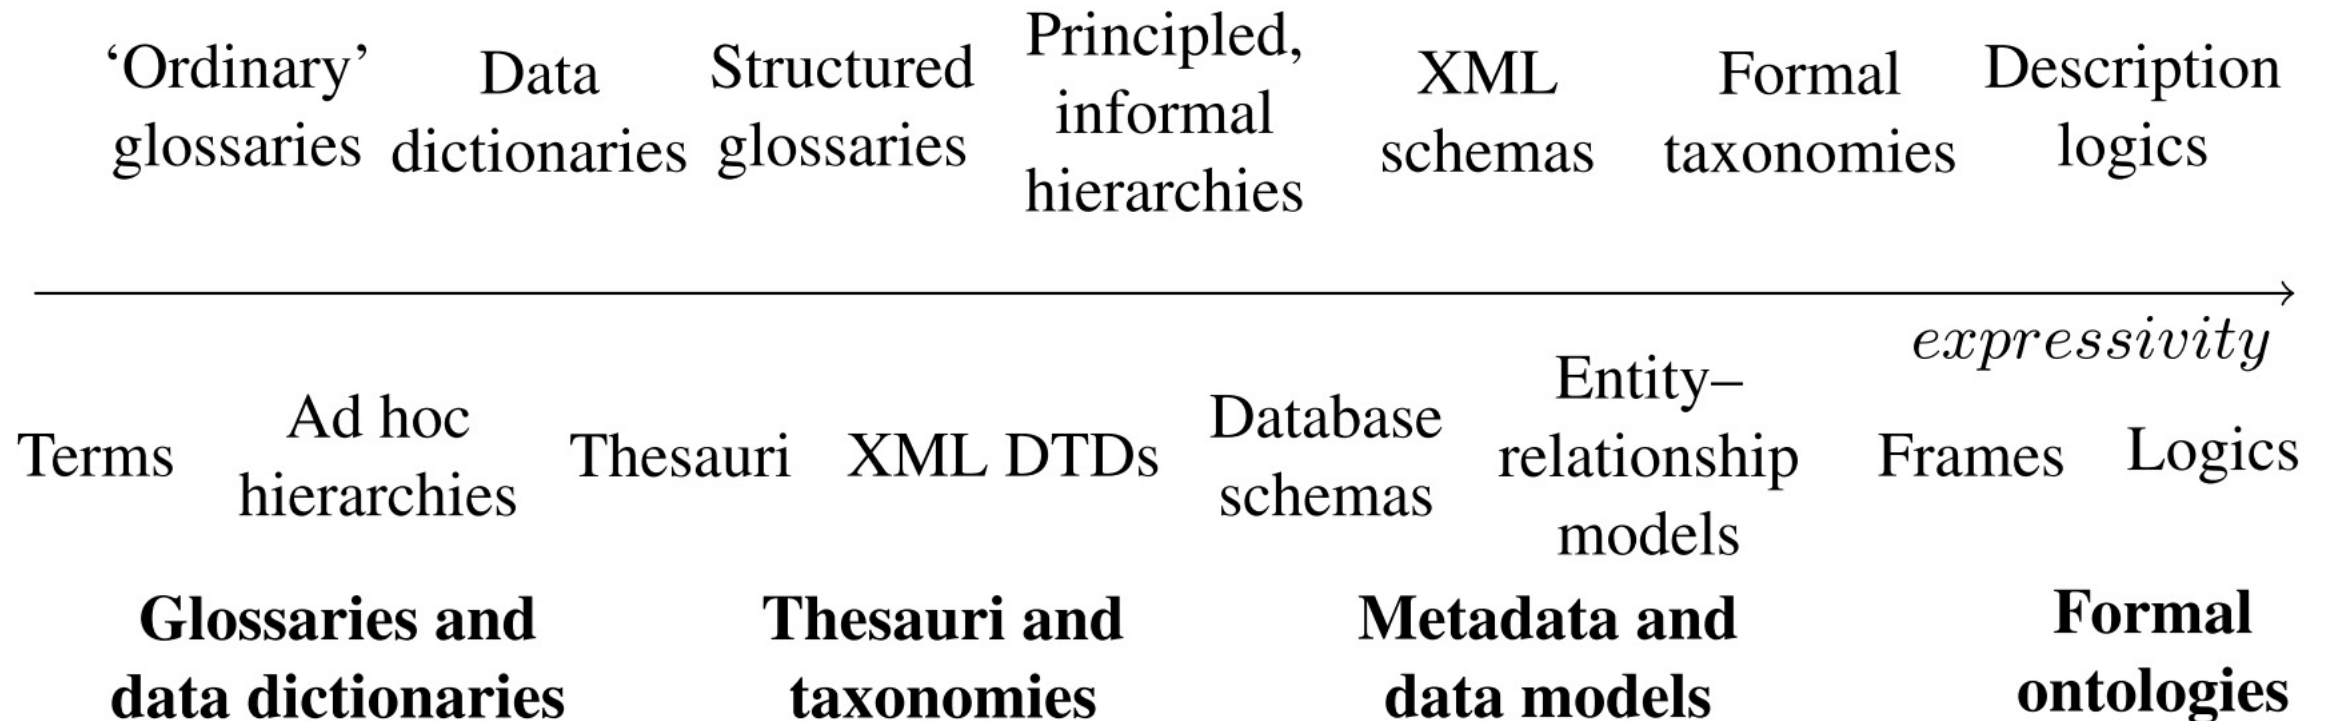 ‘Ordinary’
glossaries
Data
dictionaries
Structured
glossaries
Principled,
informal
hierarchies
XML
schemas
Formal
taxonomies
Description
logics
expressivity
Terms
Ad hoc
hierarchies
Thesauri
XML DTDs
Database
schemas
Entity–
relationship
models
Frames
Logics
Glossaries and
data dictionaries
Thesauri and
taxonomies
Metadata and
data models
Formal
ontologies